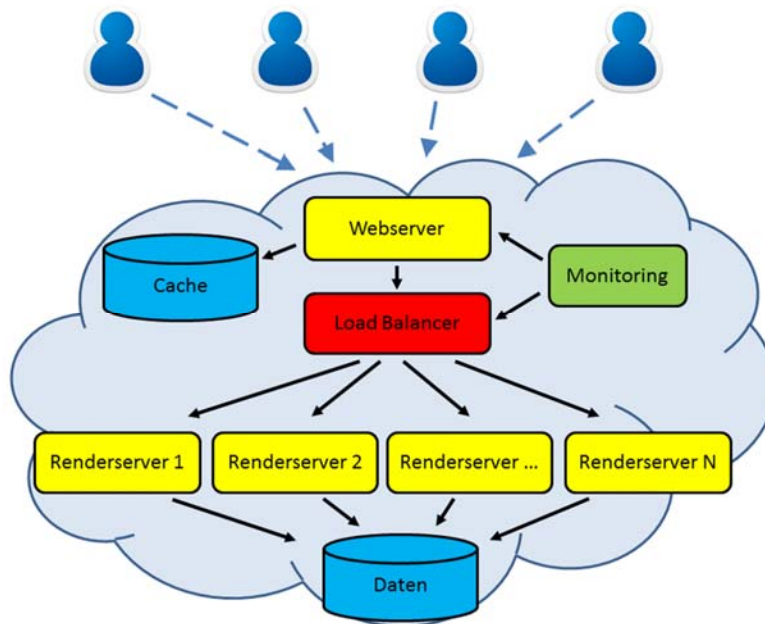 Webserver
Cache
Monitoring
Load Balancer
Renderserver 1
Renderserver 2
Renderserver ...
Renderserver N
Daten